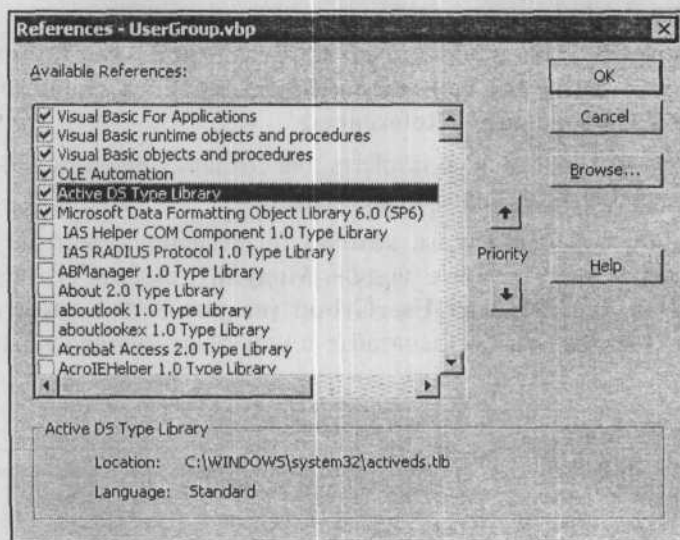 References - UserGroup.vbp
Available References:
OK
Cancel
Browse...
Help
Visual Basic For Applications
Visual Basic runtime objects and procedures
Visual Basic objects and procedures
OLE Automation
Active DS Type Library
Microsoft Data Formatting Object Library 6.0 (SP6)
IAS Helper COM Component 1.0 Type Library
IAS RADIUS Protocol 1.0 Type Library
ABManager 1.0 Type Library
About 2.0 Type Library
aboutlook 1.0 Type Library
aboutlookex 1.0 Type Library
Acrobat Access 2.0 Type Library
AcroIEHelper 1.0 Type Library
Priority
Active DS Type Library
Location: C:\WINDOWS\system32\activeds.tlb
Language: Standard